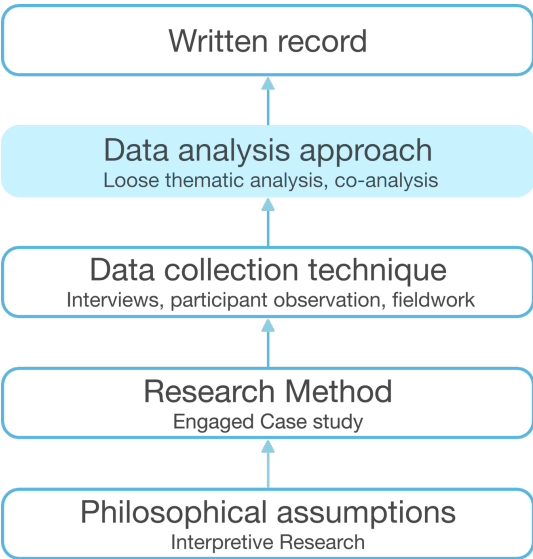 Written record
Data analysis approach
Loose thematic analysis, co-analysis
Data collection technique
Interviews, participant observation, fieldwork
Research Method
Engaged Case study
Philosophical assumptions
Interpretive Research